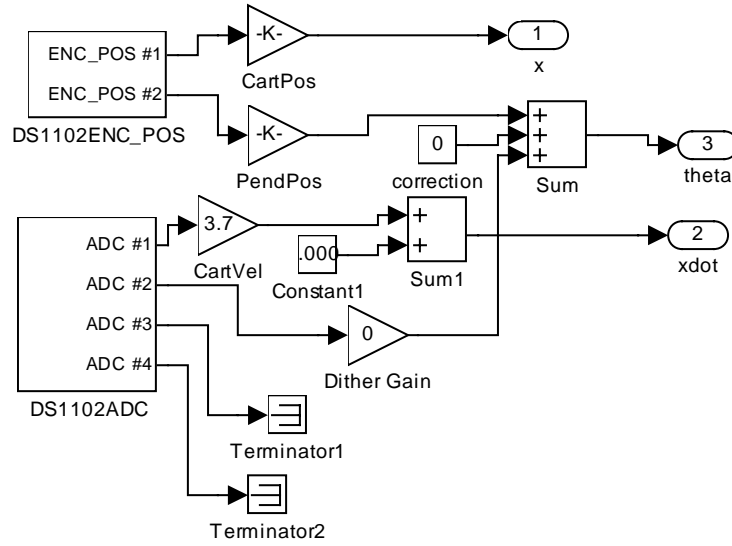 ENC_POS #1
ENC_POS #2
DS1102ENC_POS
-K-
CartPos
1
x
-K-
PendPos
0
correction
+
+
+
Sum
3
theta
ADC #1
ADC #2
ADC #3
ADC #4
DS1102ADC
3.7
CartVel
.000
Constant1
+
+
Sum1
2
xdot
0
Dither Gain
Terminator1
Terminator2